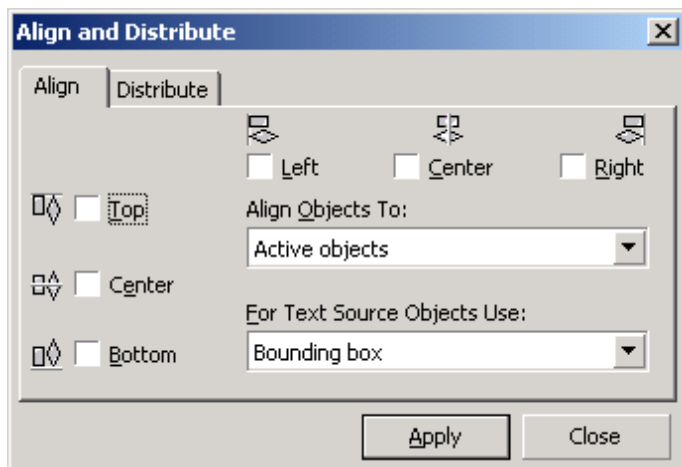 Align and Distribute
Align Distribute
Left Center Right
Top
Align Objects To:
Active objects
Center
For Text Source Objects Use:
Bottom
Bounding box
Apply Close